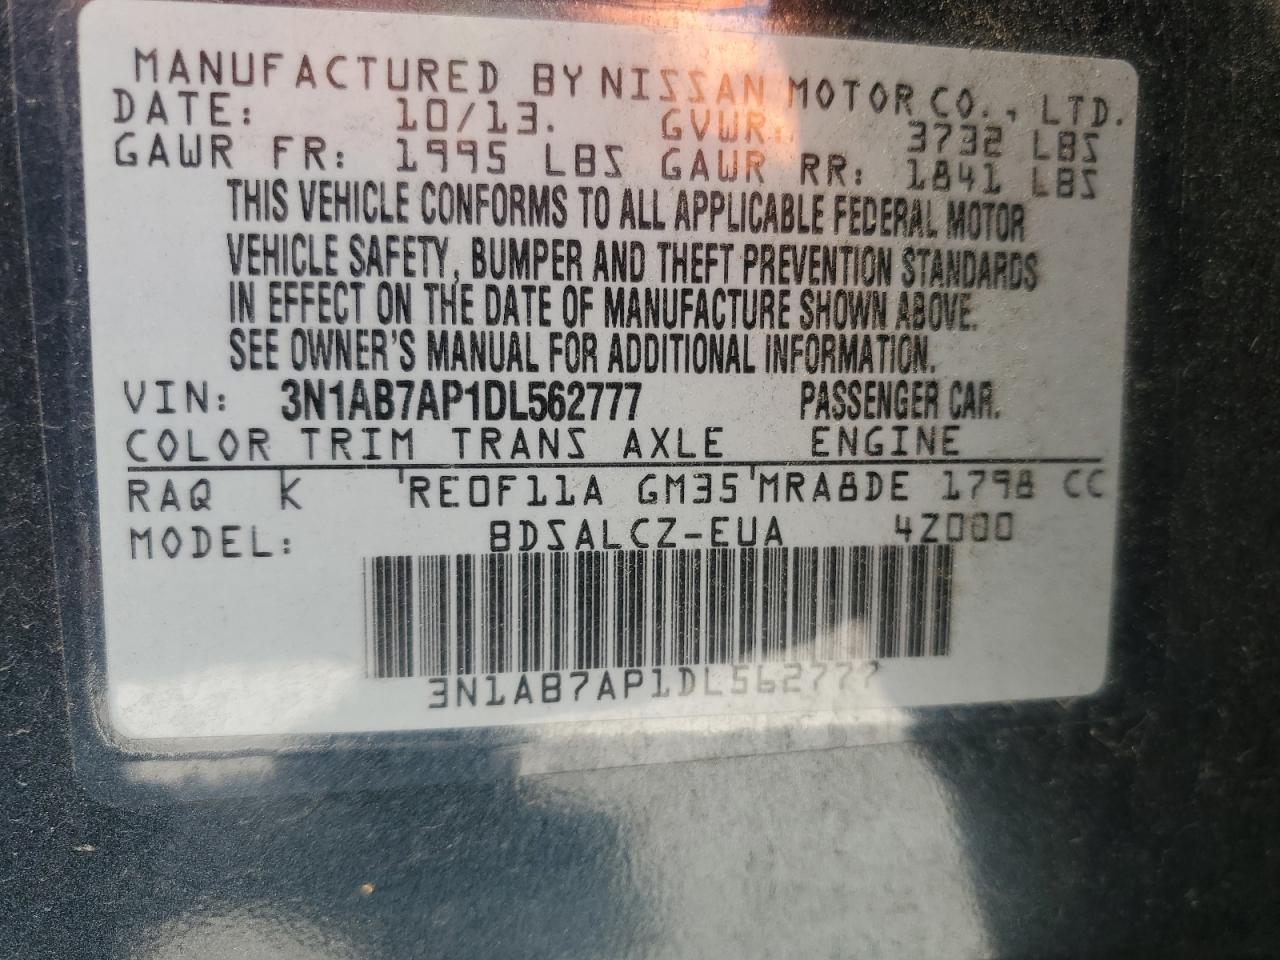 MANUFACTURED BY NISSAN MOTOR CO., LTD.
DATE: 10/13. GVWR: 3732 LBS
GAWR FR: 1995 LBS GAWR RR: 1841 LBS
THIS VEHICLE CONFORMS TO ALL APPLICABLE FEDERAL MOTOR
VEHICLE SAFETY, BUMPER AND THEFT PREVENTION STANDARDS
IN EFFECT ON THE DATE OF MANUFACTURE SHOWN ABOVE.
SEE OWNER'S MANUAL FOR ADDITIONAL INFORMATION.
VIN: 3N1AB7AP1DL562777 PASSENGER CAR.
COLOR TRIM TRANS AXLE ENGINE
RAQ K 'RE0F11A GM35'MRA8DE 1798 CC
MODEL: BDSALCZ-EUA 4Z000
3N1AB7AP1DL562777